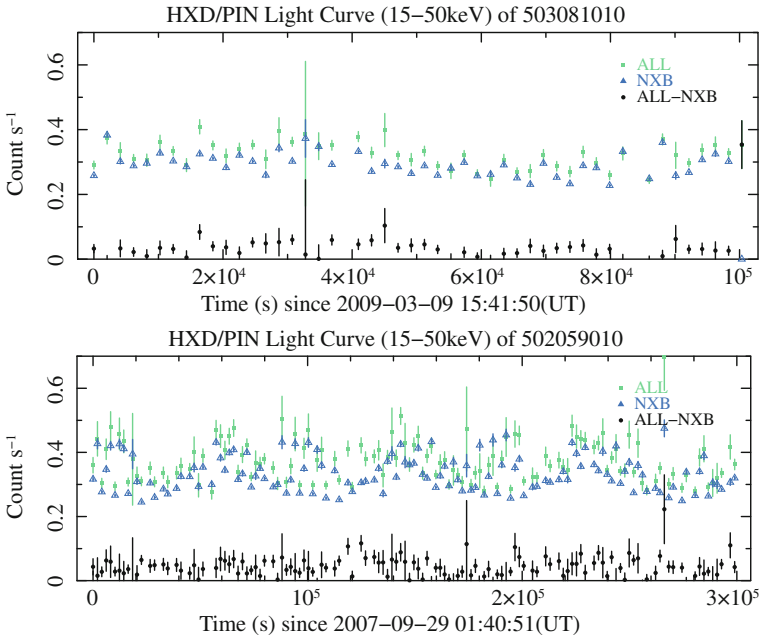 HXD/PIN Light Curve (15−50keV) of 503081010
ALL
NXB
ALL−NXB
Count s⁻¹
0.6
0.4
0.2
0
0 2×10⁴ 4×10⁴ 6×10⁴ 8×10⁴ 10⁵
Time (s) since 2009−03−09 15:41:50(UT)
HXD/PIN Light Curve (15−50keV) of 502059010
ALL
NXB
ALL−NXB
Count s⁻¹
0.6
0.4
0.2
0
0 10⁵ 2×10⁵ 3×10⁵
Time (s) since 2007−09−29 01:40:51(UT)